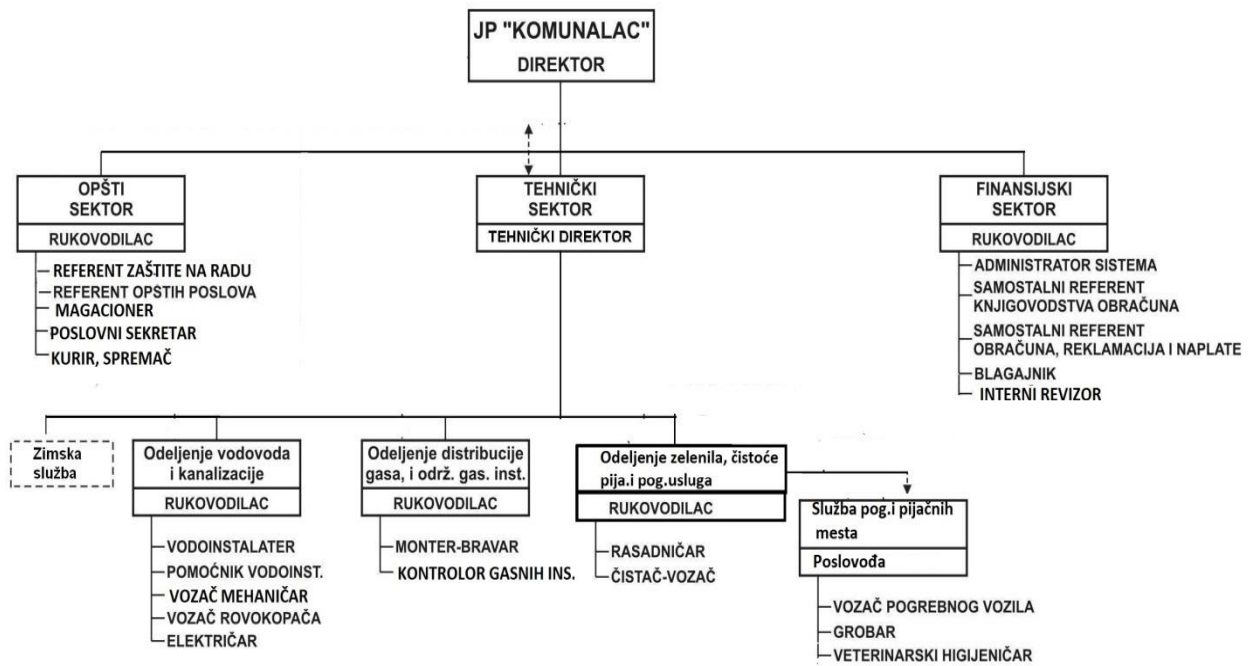 JP "KOMUNALAC"
DIREKTOR
OPŠTI
SEKTOR
RUKOVODILAC
REFERENT ZAŠTITE NA RADU
REFERENT OPŠTIH POSLOVA
MAGACIONER
POSLOVNI SEKRETAR
KURIR, SPREMAČ
TEHNIČKI
SEKTOR
TEHNIČKI DIREKTOR
FINANSIJSKI
SEKTOR
RUKOVODILAC
ADMINISTRATOR SISTEMA
SAMOSTALNI REFERENT
KNJIGOVODSTVA OBRAČUNA
SAMOSTALNI REFERENT
OBRAČUNA, REKLAMACIJA I NAPLATE
BLAGAJNIK
INTERNI REVIZOR
Zimska
služba
Odeljenje vodovoda
i kanalizacije
RUKOVODILAC
VODOINSTALATER
POMOĆNIK VODOINST.
VOZAČ MEHANIČAR
VOZAČ ROVOKOPAČA
ELEKTRIČAR
Odeljenje distribucije
gasa, i održ. gas. inst.
RUKOVODILAC
MONTER-BRAVAR
KONTROLOR GASNIH INS.
Odeljenje zelenila, čistoće
pija.i pog.usluga
RUKOVODILAC
RASADNIČAR
ČISTAČ-VOZAČ
Služba pog.i pijačnih
mesta
Poslovođa
VOZAČ POGREBNOG VOZILA
GROBAR
VETERINARSKI HIGIJENIČAR